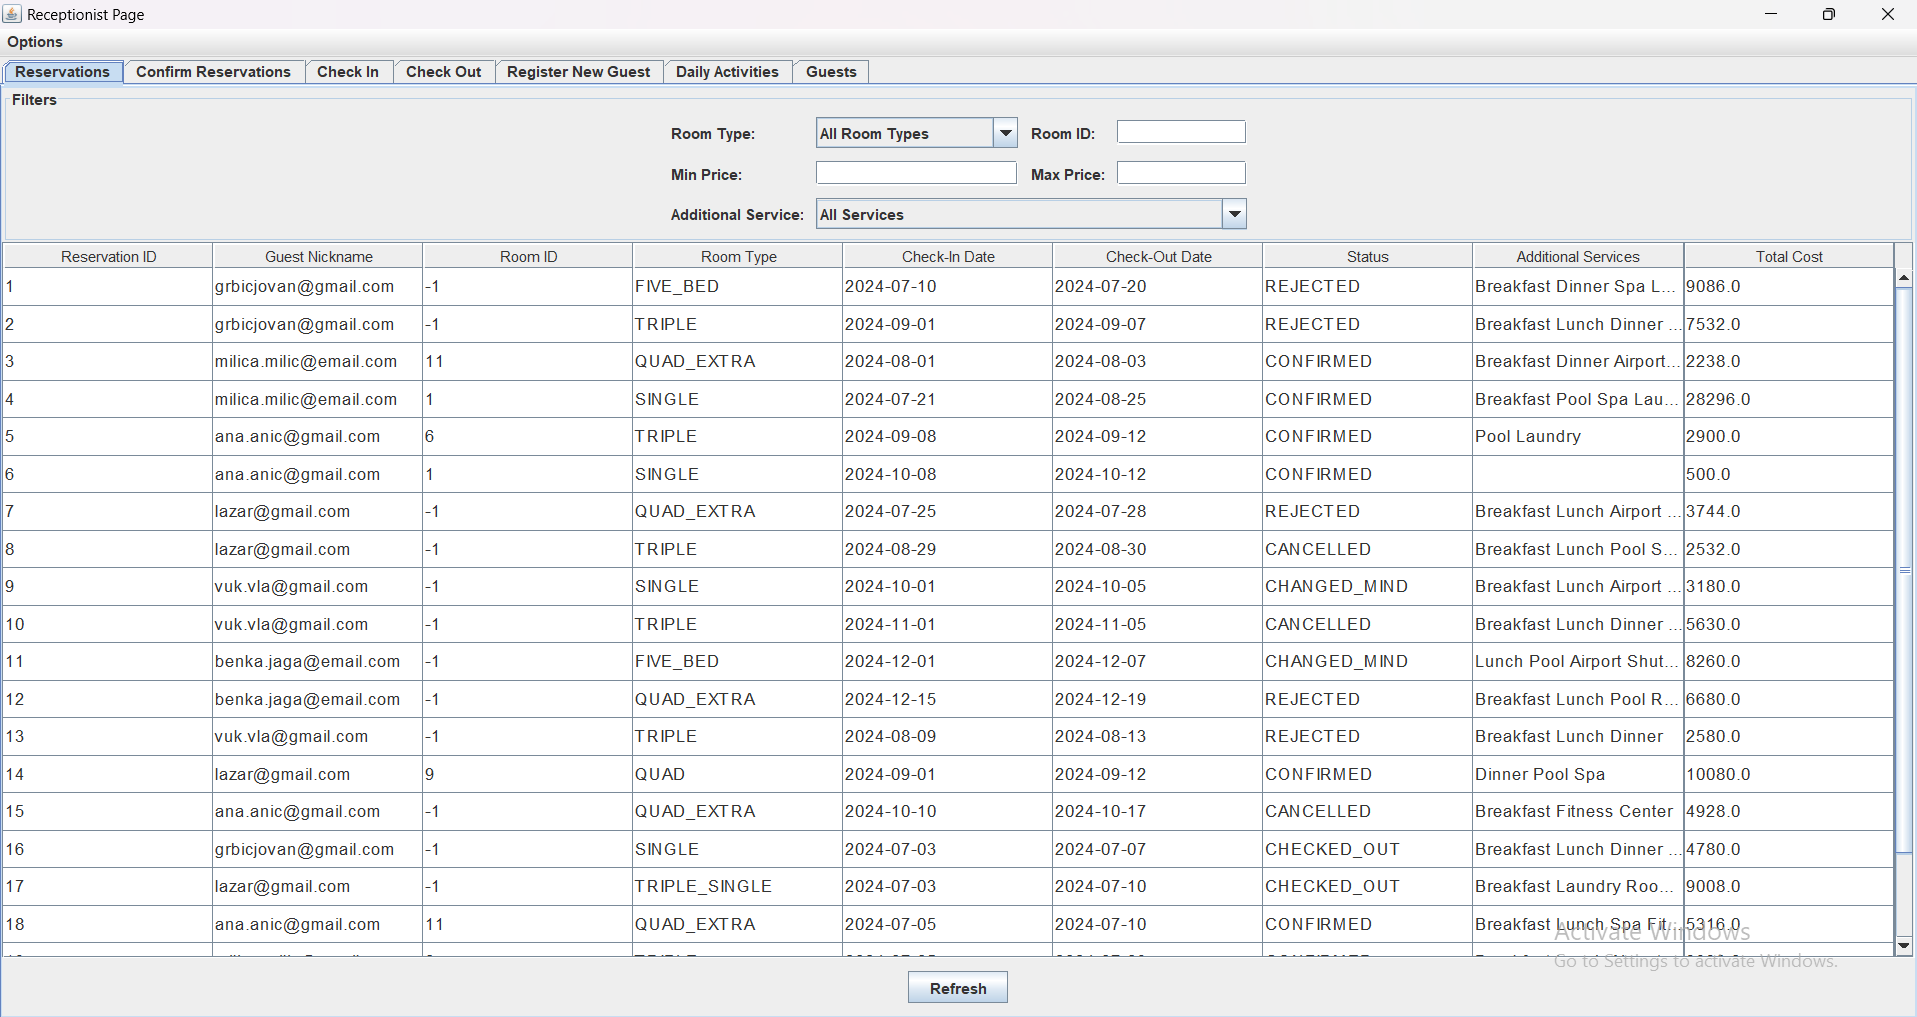 Receptionist Page
Options
Reservations Confirm Reservations Check In Check Out Register New Guest Daily Activities Guests
Filters
Room Type: All Room Types Room ID:
Min Price: Max Price:
Additional Service: All Services
Reservation ID Guest Nickname Room ID Room Type Check-In Date Check-Out Date Status Additional Services Total Cost
1 grbicjovan@gmail.com -1 FIVE_BED 2024-07-10 2024-07-20 REJECTED Breakfast Dinner Spa L... 9086.0
2 grbicjovan@gmail.com -1 TRIPLE 2024-09-01 2024-09-07 REJECTED Breakfast Lunch Dinner ... 7532.0
3 milica.milic@email.com 11 QUAD_EXTRA 2024-08-01 2024-08-03 CONFIRMED Breakfast Dinner Airport... 2238.0
4 milica.milic@email.com 1 SINGLE 2024-07-21 2024-08-25 CONFIRMED Breakfast Pool Spa Lau... 28296.0
5 ana.anic@gmail.com 6 TRIPLE 2024-09-08 2024-09-12 CONFIRMED Pool Laundry 2900.0
6 ana.anic@gmail.com 1 SINGLE 2024-10-08 2024-10-12 CONFIRMED 500.0
7 lazar@gmail.com -1 QUAD_EXTRA 2024-07-25 2024-07-28 REJECTED Breakfast Lunch Airport ... 3744.0
8 lazar@gmail.com -1 TRIPLE 2024-08-29 2024-08-30 CANCELLED Breakfast Lunch Pool S... 2532.0
9 vuk.vla@gmail.com -1 SINGLE 2024-10-01 2024-10-05 CHANGED_MIND Breakfast Lunch Airport ... 3180.0
10 vuk.vla@gmail.com -1 TRIPLE 2024-11-01 2024-11-05 CANCELLED Breakfast Lunch Dinner ... 5630.0
11 benka.jaga@email.com -1 FIVE_BED 2024-12-01 2024-12-07 CHANGED_MIND Lunch Pool Airport Shut... 8260.0
12 benka.jaga@email.com -1 QUAD_EXTRA 2024-12-15 2024-12-19 REJECTED Breakfast Lunch Pool R... 6680.0
13 vuk.vla@gmail.com -1 TRIPLE 2024-08-09 2024-08-13 REJECTED Breakfast Lunch Dinner 2580.0
14 lazar@gmail.com 9 QUAD 2024-09-01 2024-09-12 CONFIRMED Dinner Pool Spa 10080.0
15 ana.anic@gmail.com -1 QUAD_EXTRA 2024-10-10 2024-10-17 CANCELLED Breakfast Fitness Center 4928.0
16 grbicjovan@gmail.com -1 SINGLE 2024-07-03 2024-07-07 CHECKED_OUT Breakfast Lunch Dinner ... 4780.0
17 lazar@gmail.com -1 TRIPLE_SINGLE 2024-07-03 2024-07-10 CHECKED_OUT Breakfast Laundry Roo... 9008.0
18 ana.anic@gmail.com 11 QUAD_EXTRA 2024-07-05 2024-07-10 CONFIRMED Breakfast Lunch Spa Fit... 5316.0
Activate Windows
Go to Settings to activate Windows.
Refresh